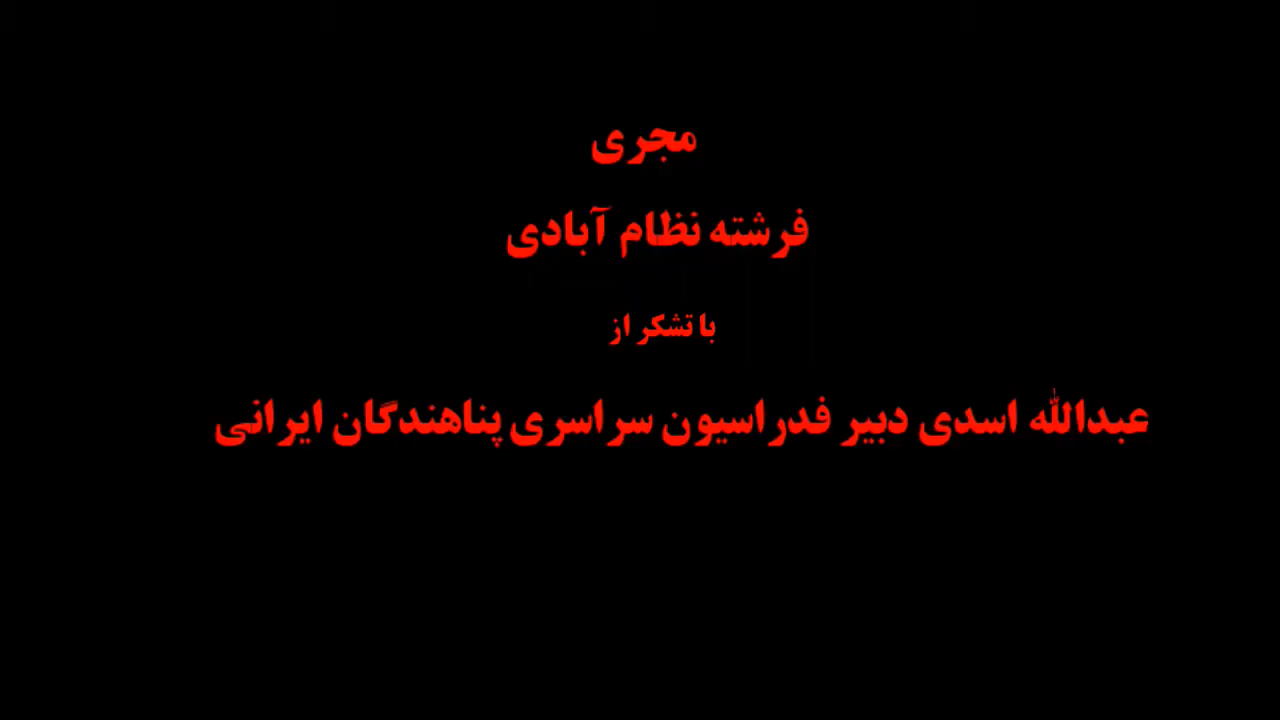 مجری
فرشته نظام آبادی
با تشکر از
عبدالله اسدی دبیر فدراسیون سراسری پناهندگان ایرانی